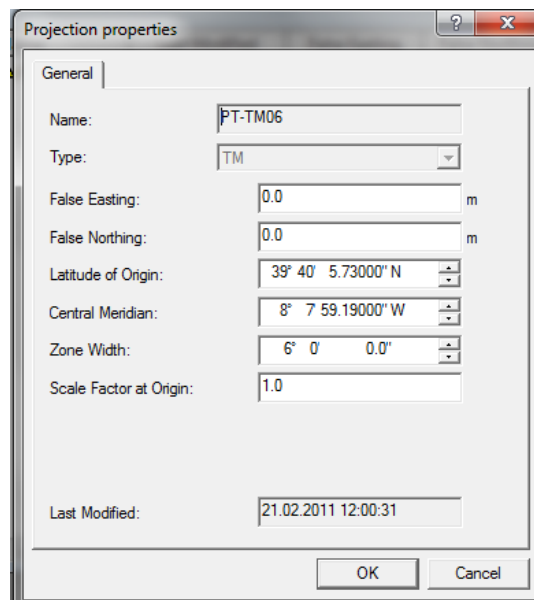 Projection properties
General
Name: PT-TM06
Type: TM
False Easting: 0.0 m
False Northing: 0.0 m
Latitude of Origin: 39° 40' 5.73000" N
Central Meridian: 8° 7' 59.19000" W
Zone Width: 6° 0' 0.0"
Scale Factor at Origin: 1.0
Last Modified: 21.02.2011 12:00:31
OK Cancel